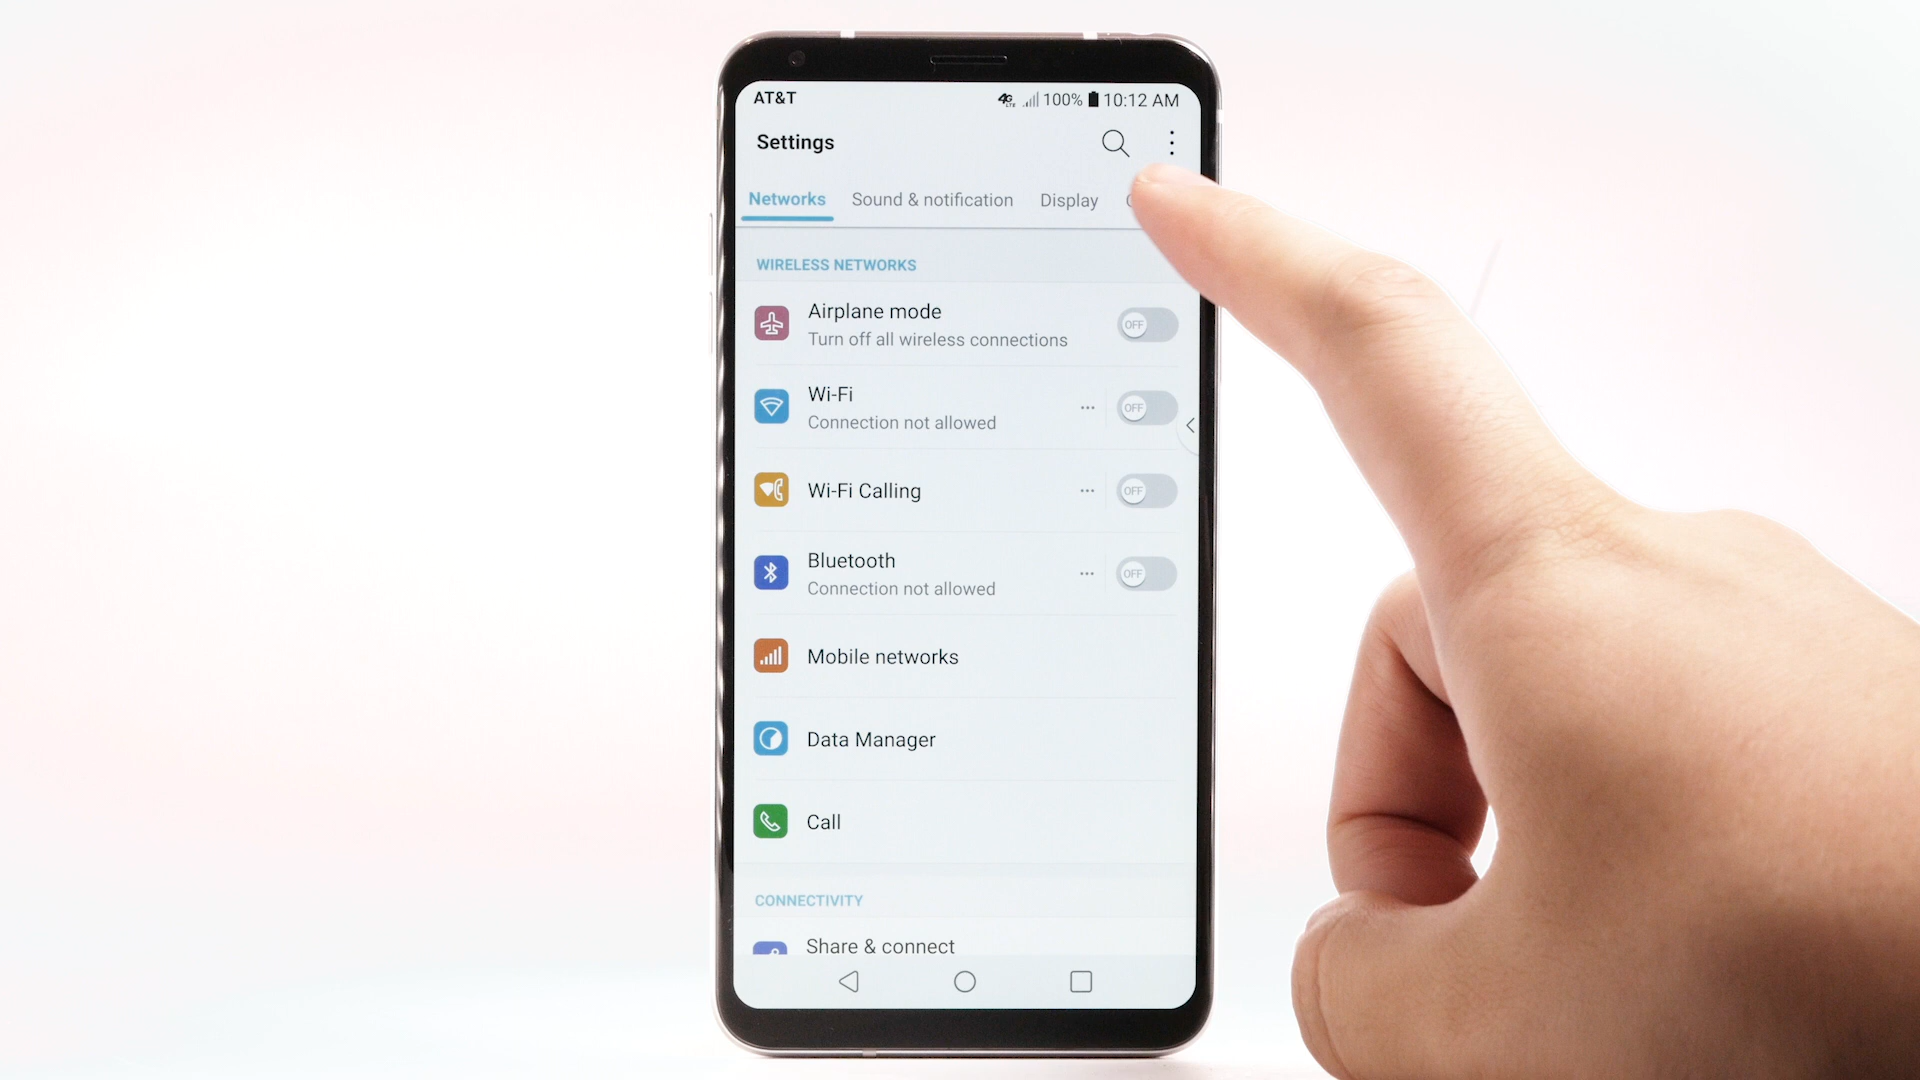 AT&T 4G LTE 100% 10:12 AM
Settings
Networks Sound & notification Display
WIRELESS NETWORKS
Airplane mode
Turn off all wireless connections
OFF
Wi-Fi
Connection not allowed
OFF
Wi-Fi Calling
OFF
Bluetooth
Connection not allowed
OFF
Mobile networks
Data Manager
Call
CONNECTIVITY
Share & connect